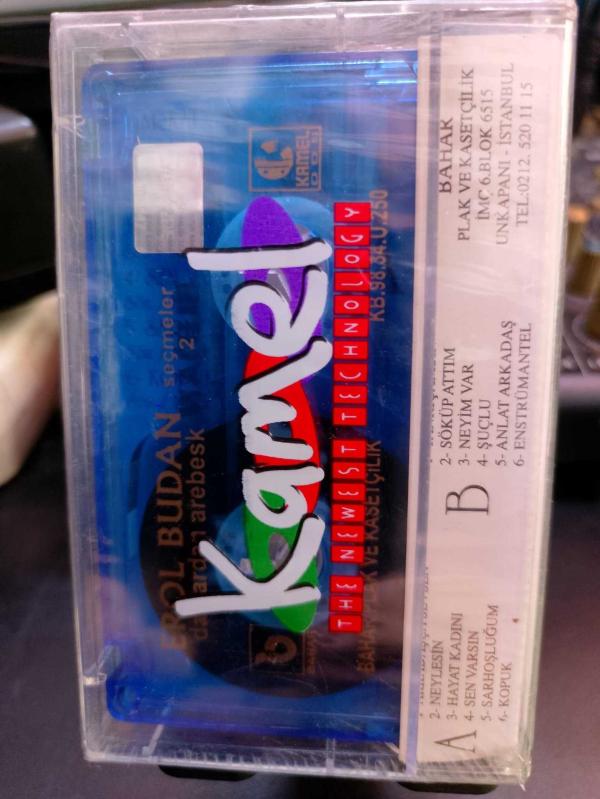 EROL BUDAN seçmeler
2
arebesk
KAMEL
kamel
THE NEWEST TECHNOLOGY
KB.98.34.Ü.250
PLAK VE KASETÇİLİK
A
2- NEYLESİN
3- HAYAT KADINI
4- SEN VARSIN
5- SARHOŞLUĞUM
6- KOPUK
B
2- SÖKÜP ATTIM
3- NEYİM VAR
4- SUÇLU
5- ANLAT ARKADAŞ
6- ENSTRÜMANTEL
BAHAR
PLAK VE KASETÇİLİK
İMÇ 6.BLOK 6515
UNKAPANI - İSTANBUL
TEL:0212. 520 11 15